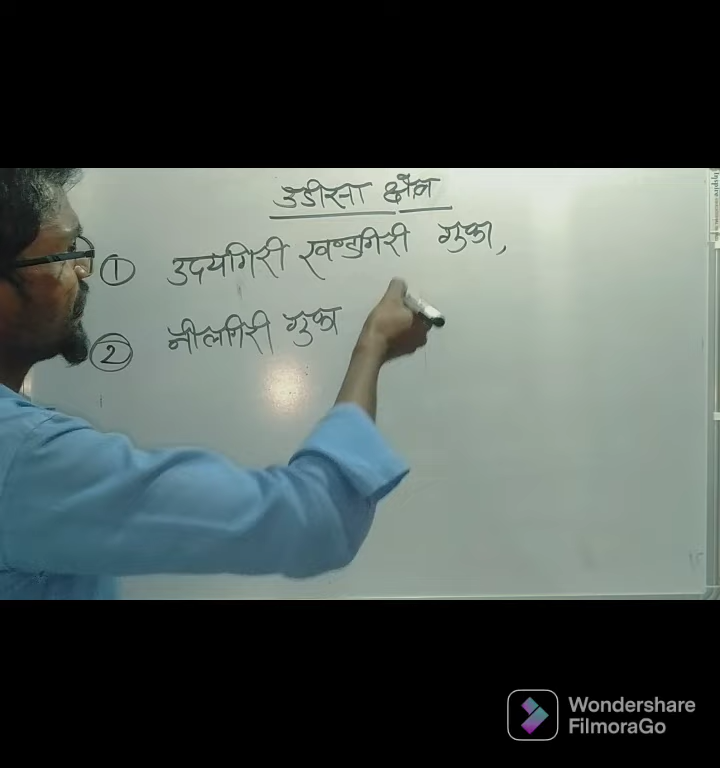 उडीसा क्षेत्र
① उदयगिरी खण्डगिरी गुफा,
② नीलगिरी गुफा
Wondershare
FilmoraGo